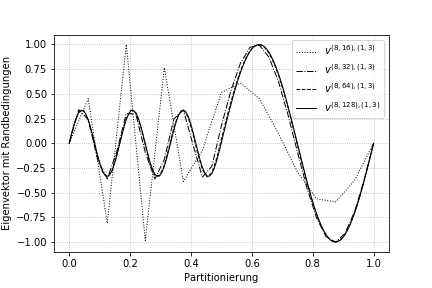 Eigenvektor mit Randbedingungen
1.00
0.75
0.50
0.25
0.00
−0.25
−0.50
−0.75
−1.00
0.0 0.2 0.4 0.6 0.8 1.0
Partitionierung
v^{(8, 16), (1, 3)}
v^{(8, 32), (1, 3)}
v^{(8, 64), (1, 3)}
v^{(8, 128), (1, 3)}